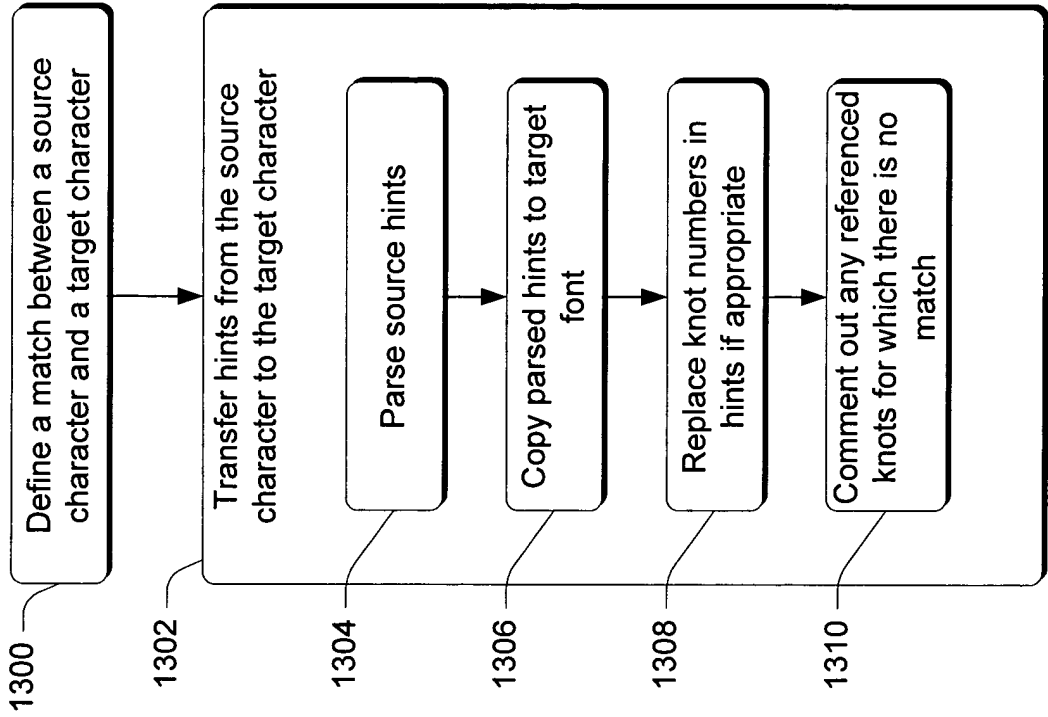 1300
Define a match between a source
character and a target character
1302
Transfer hints from the source
character to the target character
1304
Parse source hints
1306
Copy parsed hints to target
font
1308
Replace knot numbers in
hints if appropriate
1310
Comment out any referenced
knots for which there is no
match